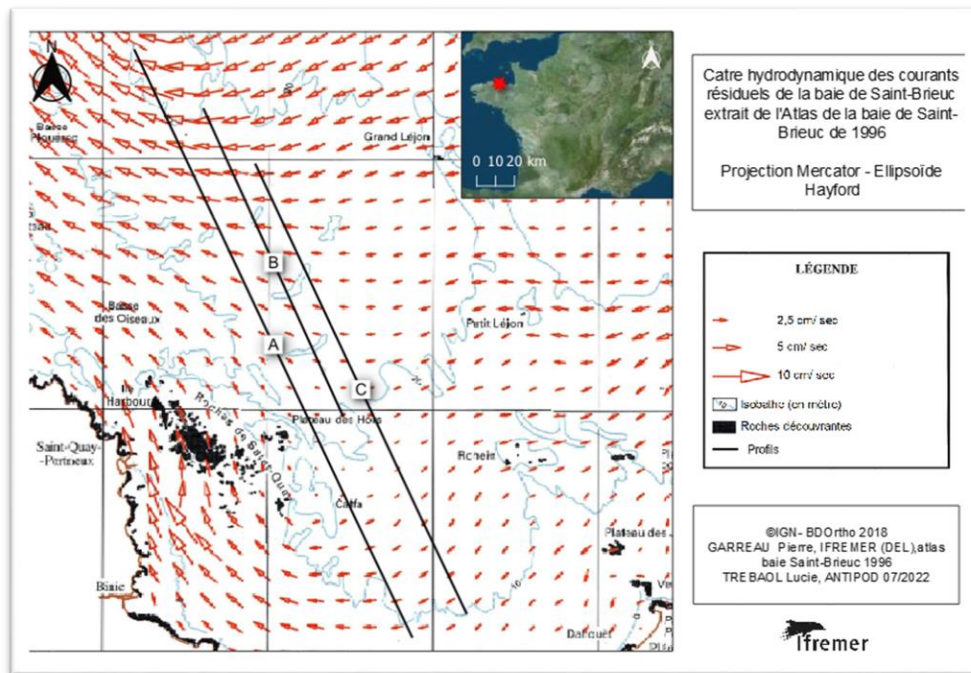 N
0 10 20 km
Grand Léjon
B
Basse
des Oiseaux
Petit Léjon
A
C
Ile
Harbour
Plateau des Hors
Roches de Saint-Quay
Saint-Quay
-Portrieux
Rohein
Caffa
Plateau des
Binic
10
Dahouët
Catre hydrodynamique des courants
résiduels de la baie de Saint-Brieuc
extrait de l'Atlas de la baie de Saint-
Brieuc de 1996
Projection Mercator - Ellipsoïde
Hayford
LÉGENDE
2,5 cm/ sec
5 cm/ sec
10 cm/ sec
Isobathe (en mètre)
Roches découvrantes
Profils
©IGN- BDOrtho 2018
GARREAU Pierre, IFREMER (DEL),atlas
baie Saint-Brieuc 1996
TREBAOL Lucie, ANTIPOD 07/2022
Ifremer